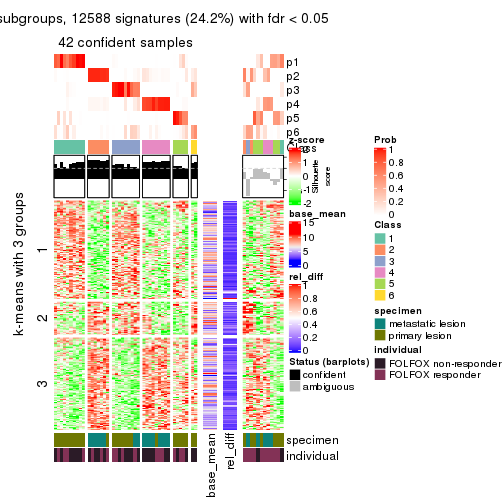 subgroups, 12588 signatures (24.2%) with fdr < 0.05
42 confident samples
p1
p2
p3
p4
p5
p6
Class
Silhouette
score
k-means with 3 groups
1
2
3
specimen
individual
base_mean
rel_diff
z-score
1
0
-1
-2
base_mean
15
10
5
0
rel_diff
1
0.8
0.6
0.4
0.2
0
Status (barplots)
confident
ambiguous
Prob
1
0.8
0.6
0.4
0.2
0
Class
1
2
3
4
5
6
specimen
metastatic lesion
primary lesion
individual
FOLFOX non-responder
FOLFOX responder